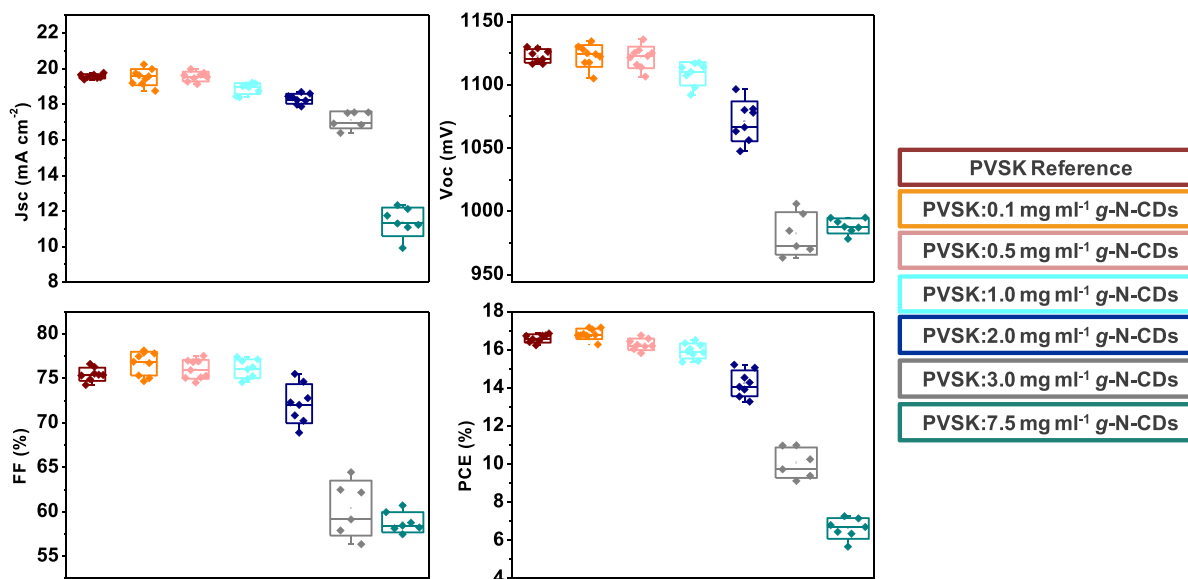 22
20
18
16
14
12
10
8
Jsc (mA cm⁻²)
1150
1100
1050
1000
950
Voc (mV)
80
75
70
65
60
55
FF (%)
18
16
14
12
10
8
6
4
PCE (%)
PVSK Reference
PVSK:0.1 mg ml⁻¹ g-N-CDs
PVSK:0.5 mg ml⁻¹ g-N-CDs
PVSK:1.0 mg ml⁻¹ g-N-CDs
PVSK:2.0 mg ml⁻¹ g-N-CDs
PVSK:3.0 mg ml⁻¹ g-N-CDs
PVSK:7.5 mg ml⁻¹ g-N-CDs